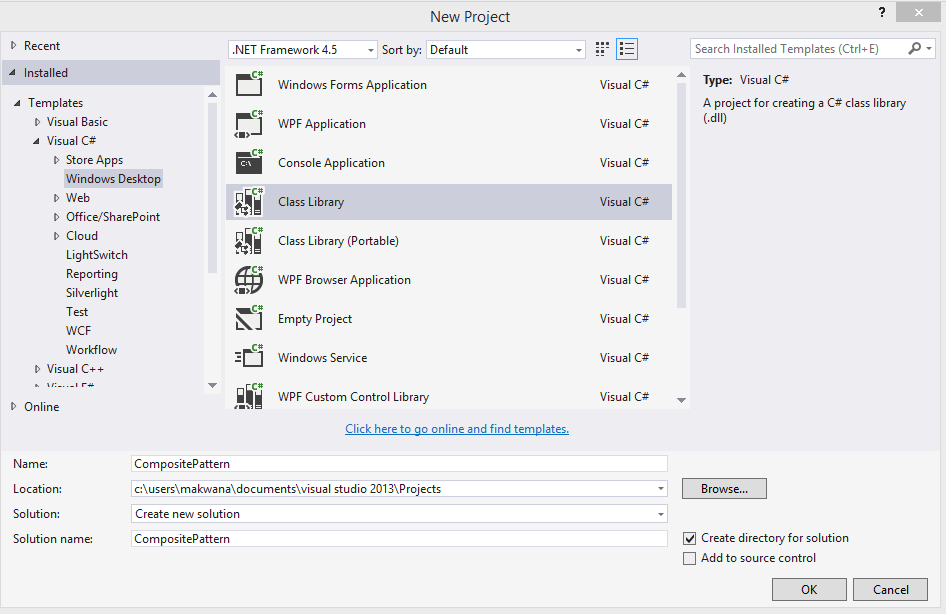 New Project
?
Recent
.NET Framework 4.5 Sort by: Default
Search Installed Templates (Ctrl+E)
Installed
Templates
Visual Basic
Visual C#
Store Apps
Windows Desktop
Web
Office/SharePoint
Cloud
LightSwitch
Reporting
Silverlight
Test
WCF
Workflow
Visual C++
Visual F#
Online
C# Windows Forms Application Visual C#
C# WPF Application Visual C#
C# C:\ Console Application Visual C#
C# Class Library Visual C#
C# Class Library (Portable) Visual C#
C# WPF Browser Application Visual C#
C# Empty Project Visual C#
C# Windows Service Visual C#
C# WPF Custom Control Library Visual C#
Type: Visual C#
A project for creating a C# class library
(.dll)
Click here to go online and find templates.
Name: CompositePattern
Location: c:\users\makwana\documents\visual studio 2013\Projects Browse...
Solution: Create new solution
Solution name: CompositePattern
Create directory for solution
Add to source control
OK Cancel